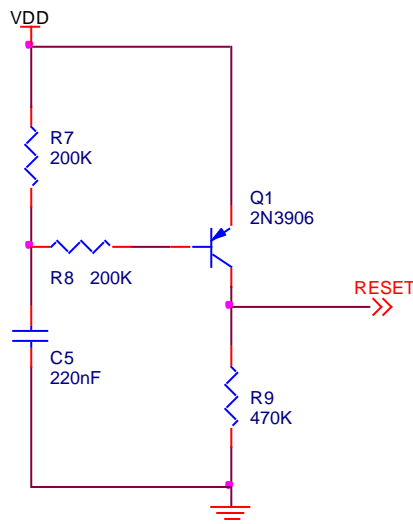 VDD
R7
200K
Q1
2N3906
R8 200K
RESET
C5
220nF
R9
470K